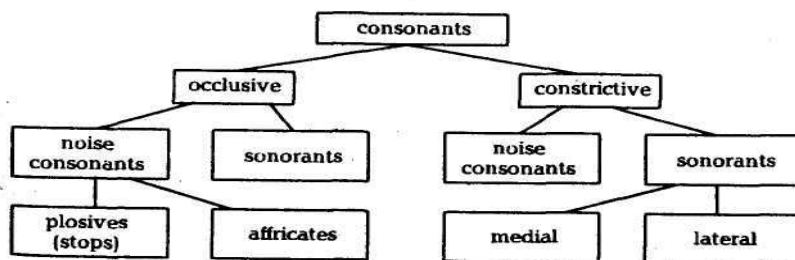 consonants
occlusive
constrictive
noise
consonants
sonorants
noise
consonants
sonorants
plosives
(stops)
affricates
medial
lateral